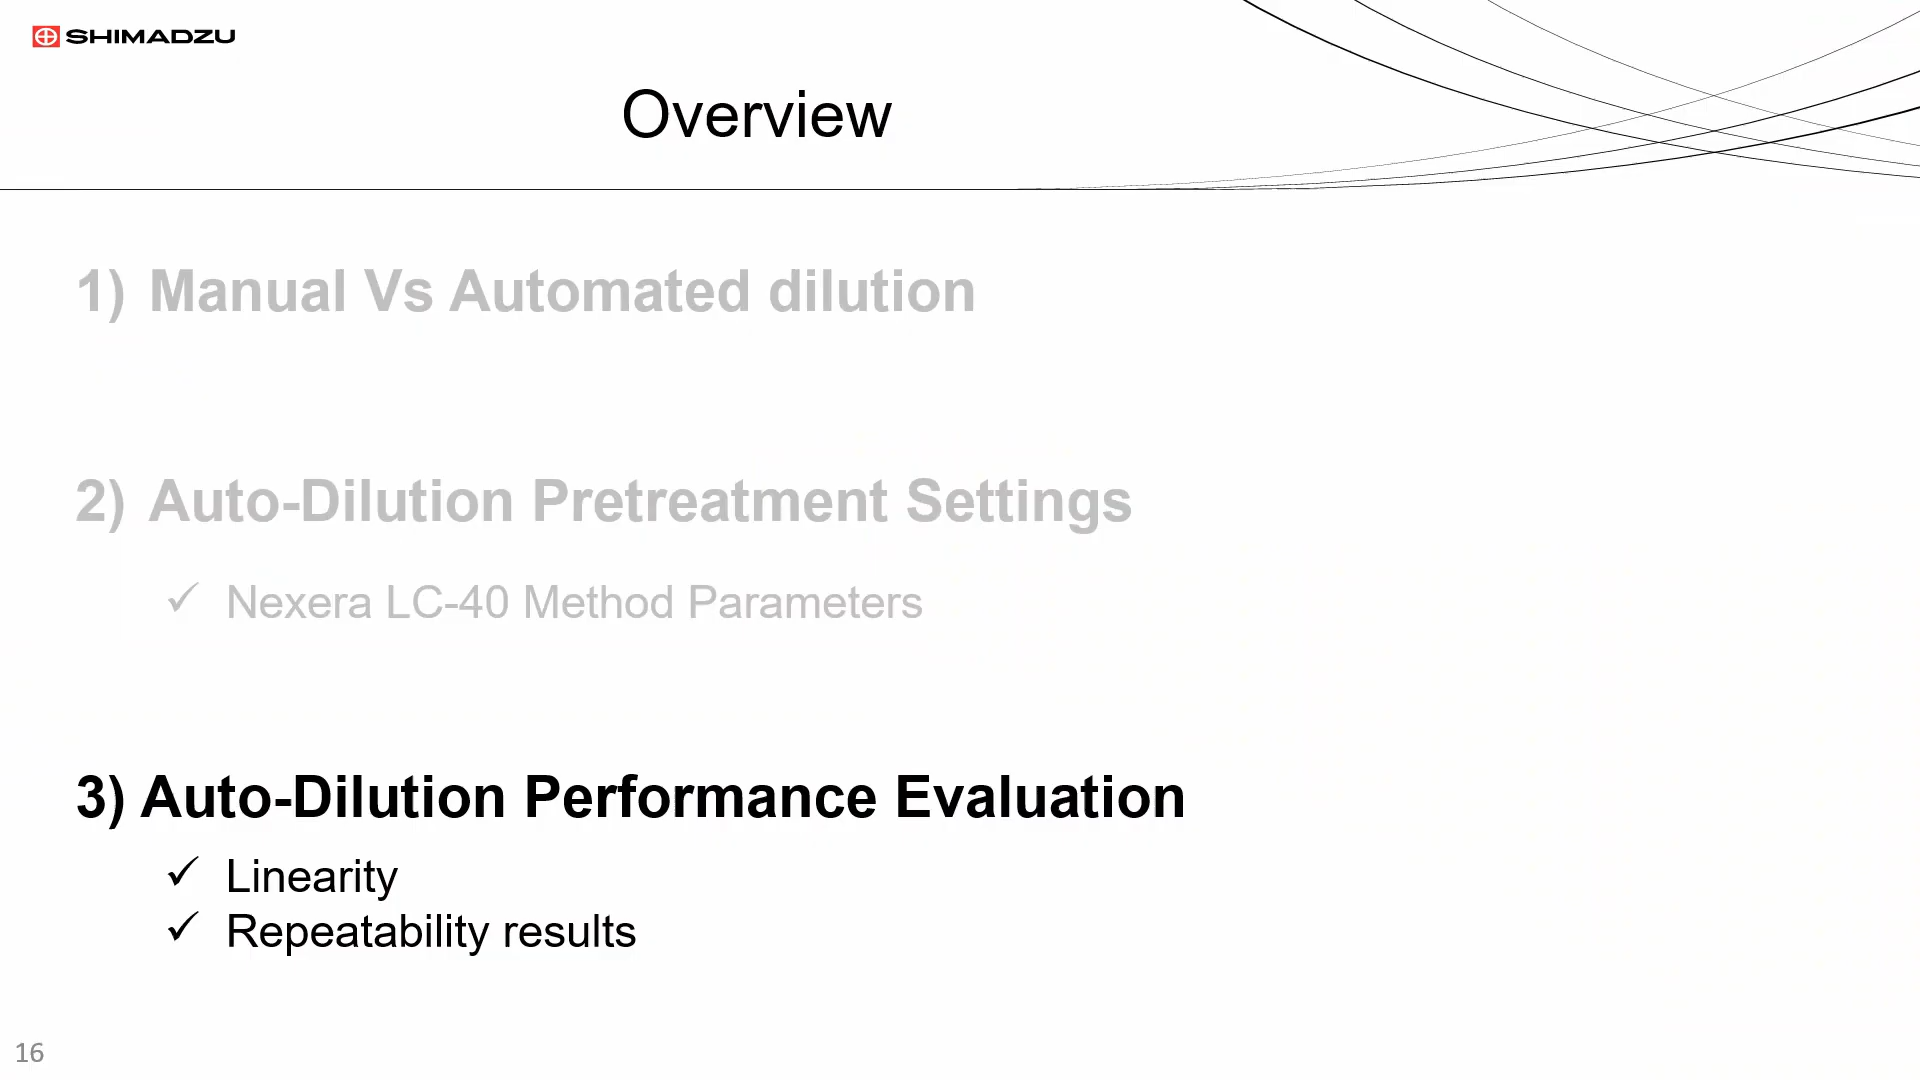 SHIMADZU
Overview
1) Manual Vs Automated dilution
2) Auto-Dilution Pretreatment Settings
✓ Nexera LC-40 Method Parameters
3) Auto-Dilution Performance Evaluation
✓ Linearity
✓ Repeatability results
16